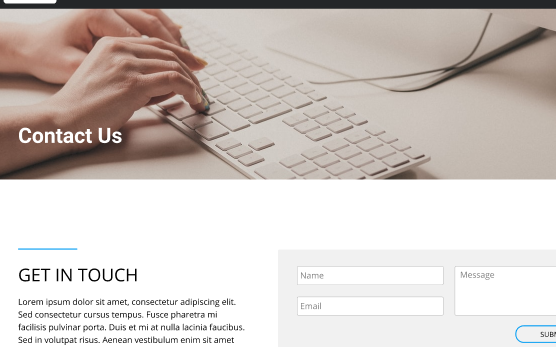 Contact Us
GET IN TOUCH
Lorem ipsum dolor sit amet, consectetur adipiscing elit.
Sed consectetur cursus tempus. Fusce pharetra mi
facilisis pulvinar porta. Duis et mi at nulla lacinia faucibus.
Sed in volutpat risus. Aenean vestibulum enim sit amet
Name
Email
Message